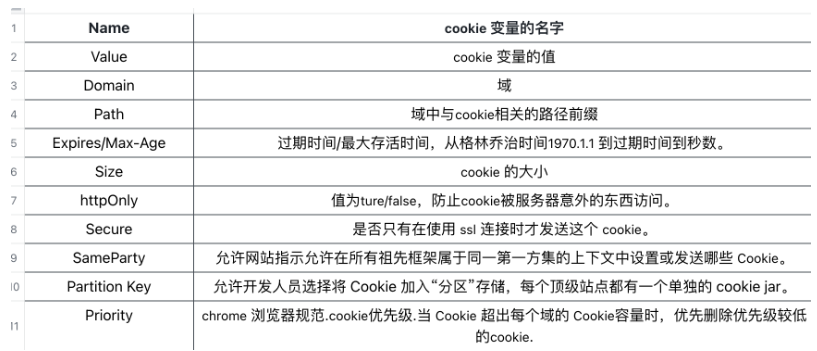 1 Name cookie 变量的名字
2 Value cookie 变量的值
3 Domain 域
4 Path 域中与cookie相关的路径前缀
5 Expires/Max-Age 过期时间/最大存活时间，从格林乔治时间1970.1.1 到过期时间到秒数。
6 Size cookie 的大小
7 httpOnly 值为ture/false，防止cookie被服务器意外的东西访问。
8 Secure 是否只有在使用 ssl 连接时才发送这个 cookie。
9 SameParty 允许网站指示允许在所有祖先框架属于同一第一方集的上下文中设置或发送哪些 Cookie。
10 Partition Key 允许开发人员选择将 Cookie 加入“分区”存储，每个顶级站点都有一个单独的 cookie jar。
11 Priority chrome 浏览器规范.cookie优先级.当 Cookie 超出每个域的 Cookie容量时，优先删除优先级较低
的cookie.